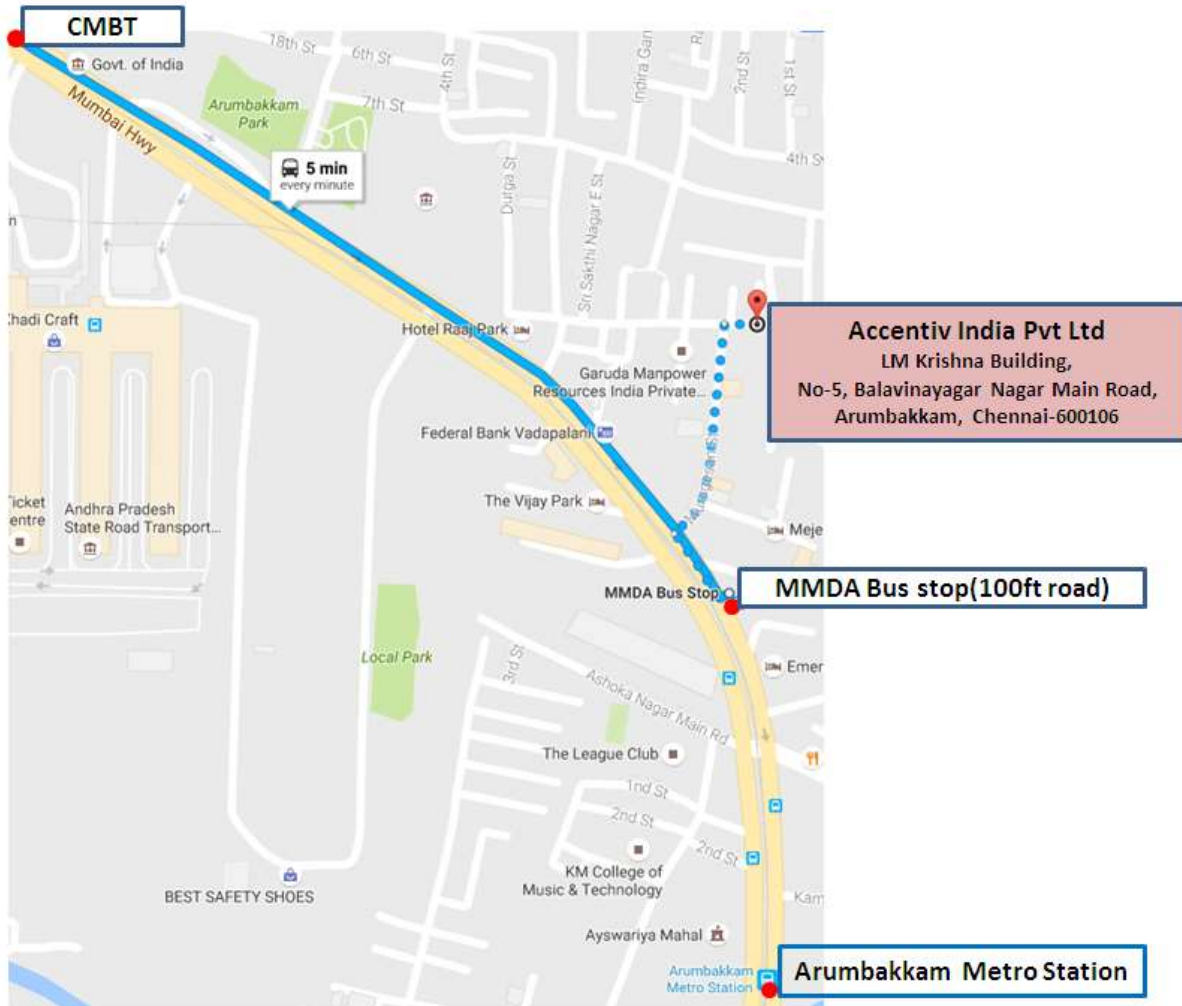 CMBT
18th St
6th St
4th St
Indira Gar
Ra
2nd St
1st S
Govt. of India
Arumbakkam
Park
7th St
Mumbai Hwy
5 min
every minute
4th S
Durga St
Sri Sakthi Nagar E St
n
Khadi Craft
Hotel Raaj Park
Accentiv India Pvt Ltd
LM Krishna Building,
No-5, Balavinayagar Nagar Main Road,
Arumbakkam, Chennai-600106
Garuda Manpower
Resources India Private...
Federal Bank Vadapalani
Ticket
entre
Andhra Pradesh
State Road Transport...
The Vijay Park
Meje
MMDA Bus Stop
MMDA Bus stop(100ft road)
Local Park
3rd St
Emer
Ashoka Nagar Main Rd
The League Club
1nd St
2nd St
2nd St
KM College of
Music & Technology
BEST SAFETY SHOES
Kam
Ayswariya Mahal
Arumbakkam
Metro Station
Arumbakkam Metro Station